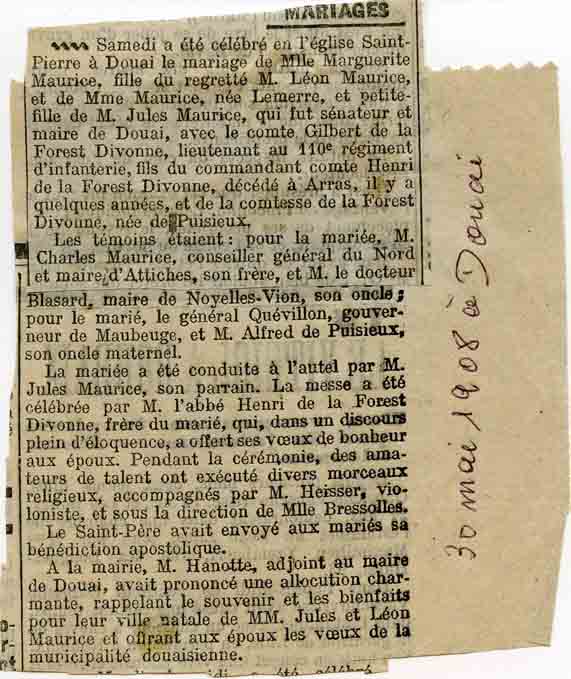 MARIAGES
Samedi a été célébré en l'église Saint-
Pierre à Douai le mariage de Mlle Marguerite
Maurice, fille du regretté M. Léon Maurice,
et de Mme Maurice, née Lemerre, et petite-
fille de M. Jules Maurice, qui fut sénateur et
maire de Douai, avec le comte Gilbert de la
Forest Divonne, lieutenant au 110e régiment
d'infanterie, fils du commandant comte Henri
de la Forest Divonne, décédé à Arras, il y a
quelques années, et de la comtesse de la Forest
Divonne, née de Puisieux.
Les témoins étaient : pour la mariée, M.
Charles Maurice, conseiller général du Nord
et maire d'Attiches, son frère, et M. le docteur
Blasard, maire de Noyelles-Vion, son oncle ;
pour le marié, le général Quévillon, gouver-
neur de Maubeuge, et M. Alfred de Puisieux,
son oncle maternel.
La mariée a été conduite à l'autel par M.
Jules Maurice, son parrain. La messe a été
célébrée par M. l'abbé Henri de la Forest
Divonne, frère du marié, qui, dans un discours
plein d'éloquence, a offert ses vœux de bonheur
aux époux. Pendant la cérémonie, des ama-
teurs de talent ont exécuté divers morceaux
religieux, accompagnés par M. Heisser, vio-
loniste, et sous la direction de Mlle Bressolles.
Le Saint-Père avait envoyé aux mariés sa
bénédiction apostolique.
A la mairie, M. Hanotte, adjoint au maire
de Douai, avait prononcé une allocution char-
mante, rappelant le souvenir et les bienfaits
pour leur ville natale de MM. Jules et Léon
Maurice et offrant aux époux les vœux de la
municipalité douaisienne.
30 mai 1908 à Douai